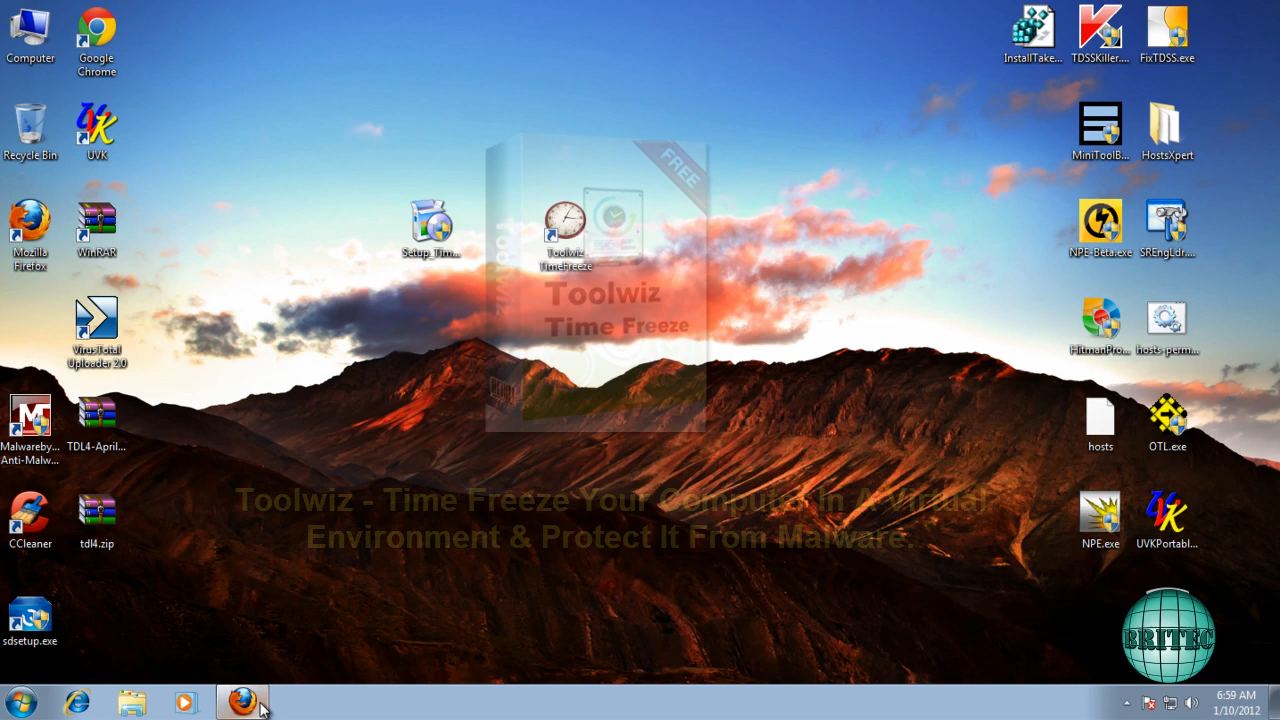 Computer
Google
Chrome
InstallTake...
TDSSKiller....
FixTDSS.exe
Recycle Bin
UVK
MiniToolB...
HostsXpert
FREE
Mozilla
Firefox
WinRAR
Setup_Tim...
Toolwiz
TimeFreeze
NPE-Beta.exe
SREngLdr....
Toolwiz
Time Freeze
VirusTotal
Uploader 2.0
HitmanPro...
hosts-perm...
Malwareby...
Anti-Malw...
TDL4-April...
hosts
OTL.exe
Toolwiz - Time Freeze Your Computer In A Virtual
Environment & Protect It From Malware.
CCleaner
tdl4.zip
NPE.exe
UVKPortabl...
sdsetup.exe
BRITEC
6:59 AM
1/10/2012